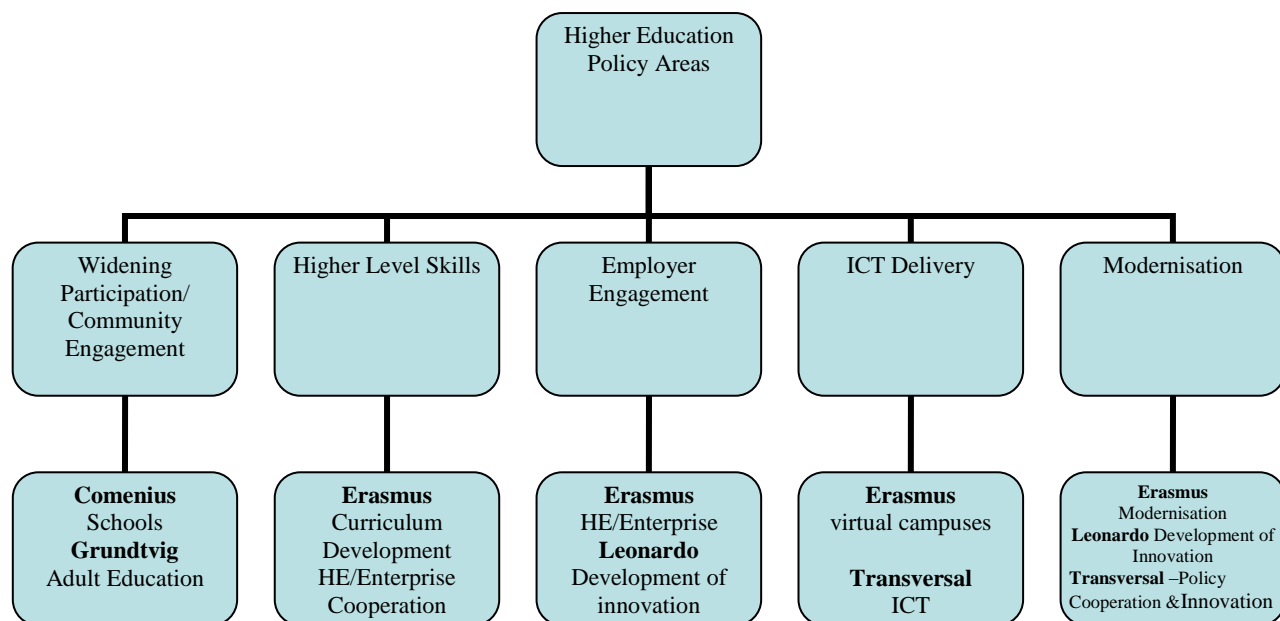 Higher Education
Policy Areas
Widening
Participation/
Community
Engagement
Higher Level Skills
Employer
Engagement
ICT Delivery
Modernisation
Comenius
Schools
Grundtvig
Adult Education
Erasmus
Curriculum
Development
HE/Enterprise
Cooperation
Erasmus
HE/Enterprise
Leonardo
Development of
innovation
Erasmus
virtual campuses
Transversal
ICT
Erasmus
Modernisation
Leonardo Development of
Innovation
Transversal –Policy
Cooperation &Innovation